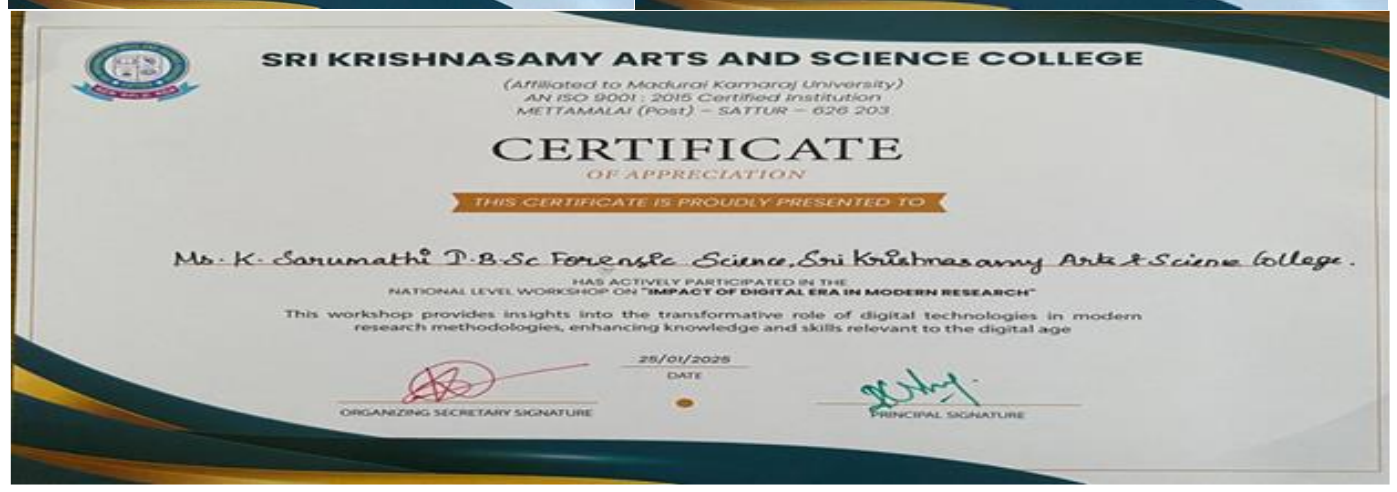 SRI KRISHNASAMY ARTS AND SCIENCE COLLEGE
(Affiliated to Madurai Kamaraj University)
AN ISO 9001 : 2015 Certified Institution
METTAMALAI (Post) – SATTUR – 626 203
CERTIFICATE
OF APPRECIATION
THIS CERTIFICATE IS PROUDLY PRESENTED TO
Ms. K. Sarumathi I. B.Sc Forensic Science, Sri Krishnasamy Arts & Science College.
HAS ACTIVELY PARTICIPATED IN THE
NATIONAL LEVEL WORKSHOP ON "IMPACT OF DIGITAL ERA IN MODERN RESEARCH"
This workshop provides insights into the transformative role of digital technologies in modern
research methodologies, enhancing knowledge and skills relevant to the digital age
25/01/2025
DATE
ORGANIZING SECRETARY SIGNATURE
PRINCIPAL SIGNATURE